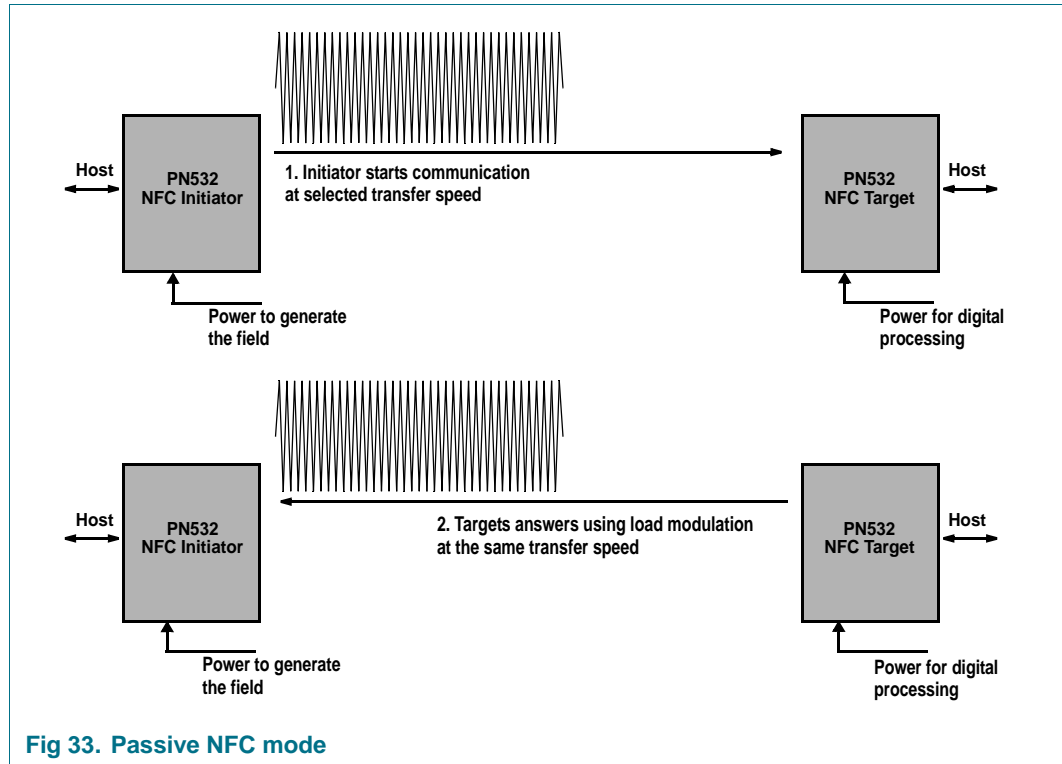 Host
PN532
NFC Initiator
1. Initiator starts communication
at selected transfer speed
PN532
NFC Target
Host
Power to generate
the field
Power for digital
processing
Host
PN532
NFC Initiator
2. Targets answers using load modulation
at the same transfer speed
PN532
NFC Target
Host
Power to generate
the field
Power for digital
processing
Fig 33. Passive NFC mode